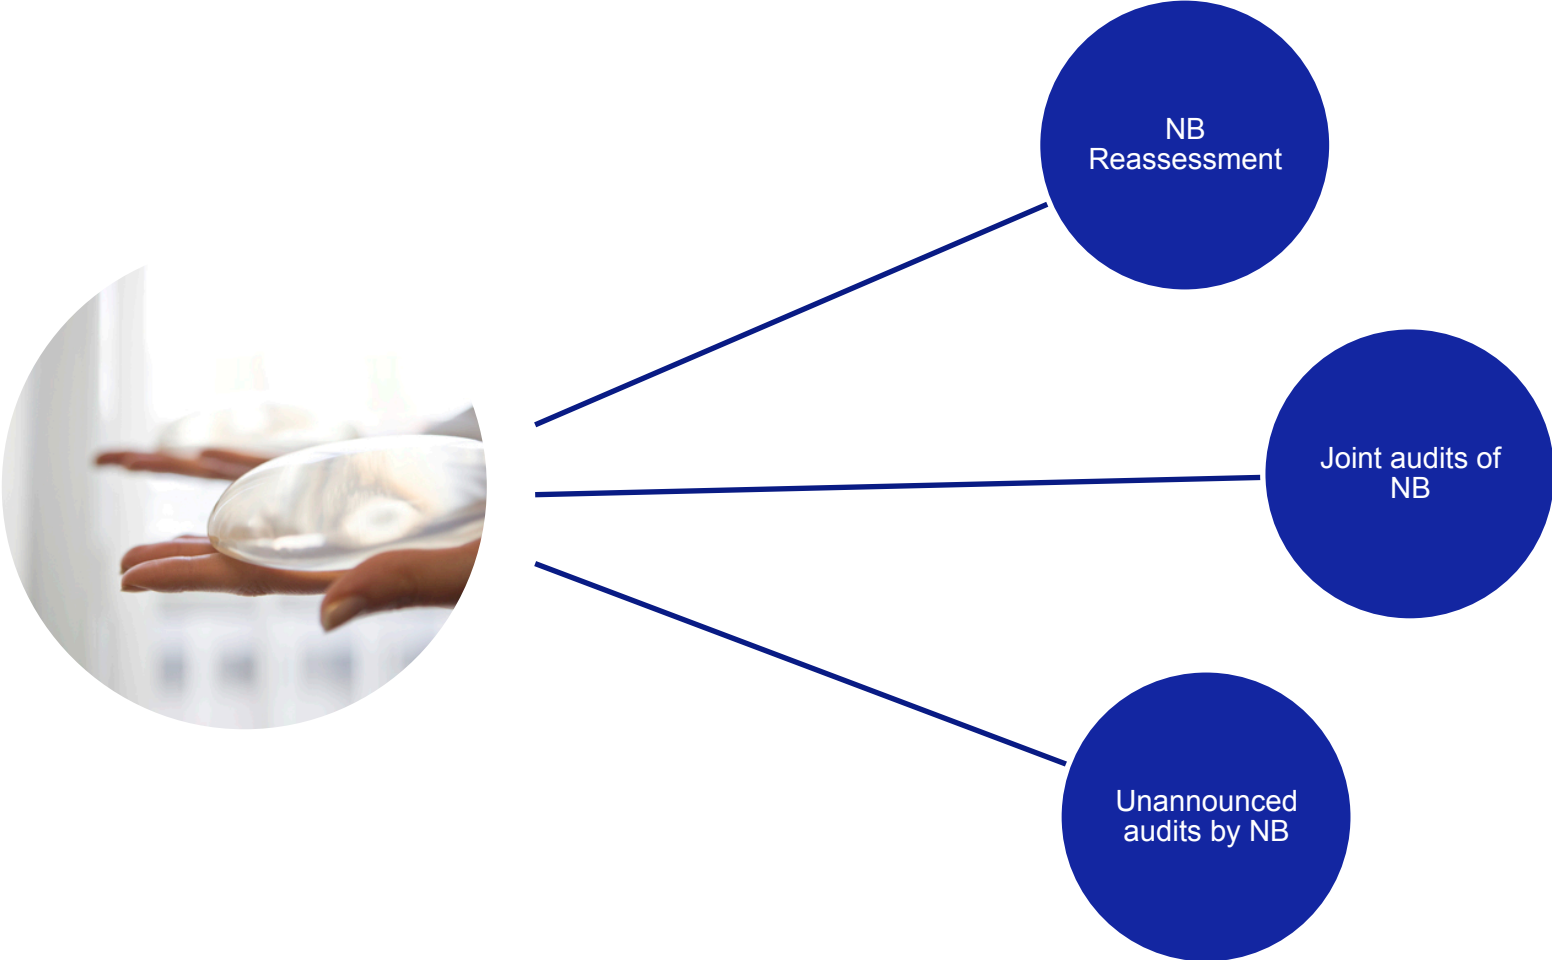 NB
Reassessment
Joint audits of
NB
Unannounced
audits by NB